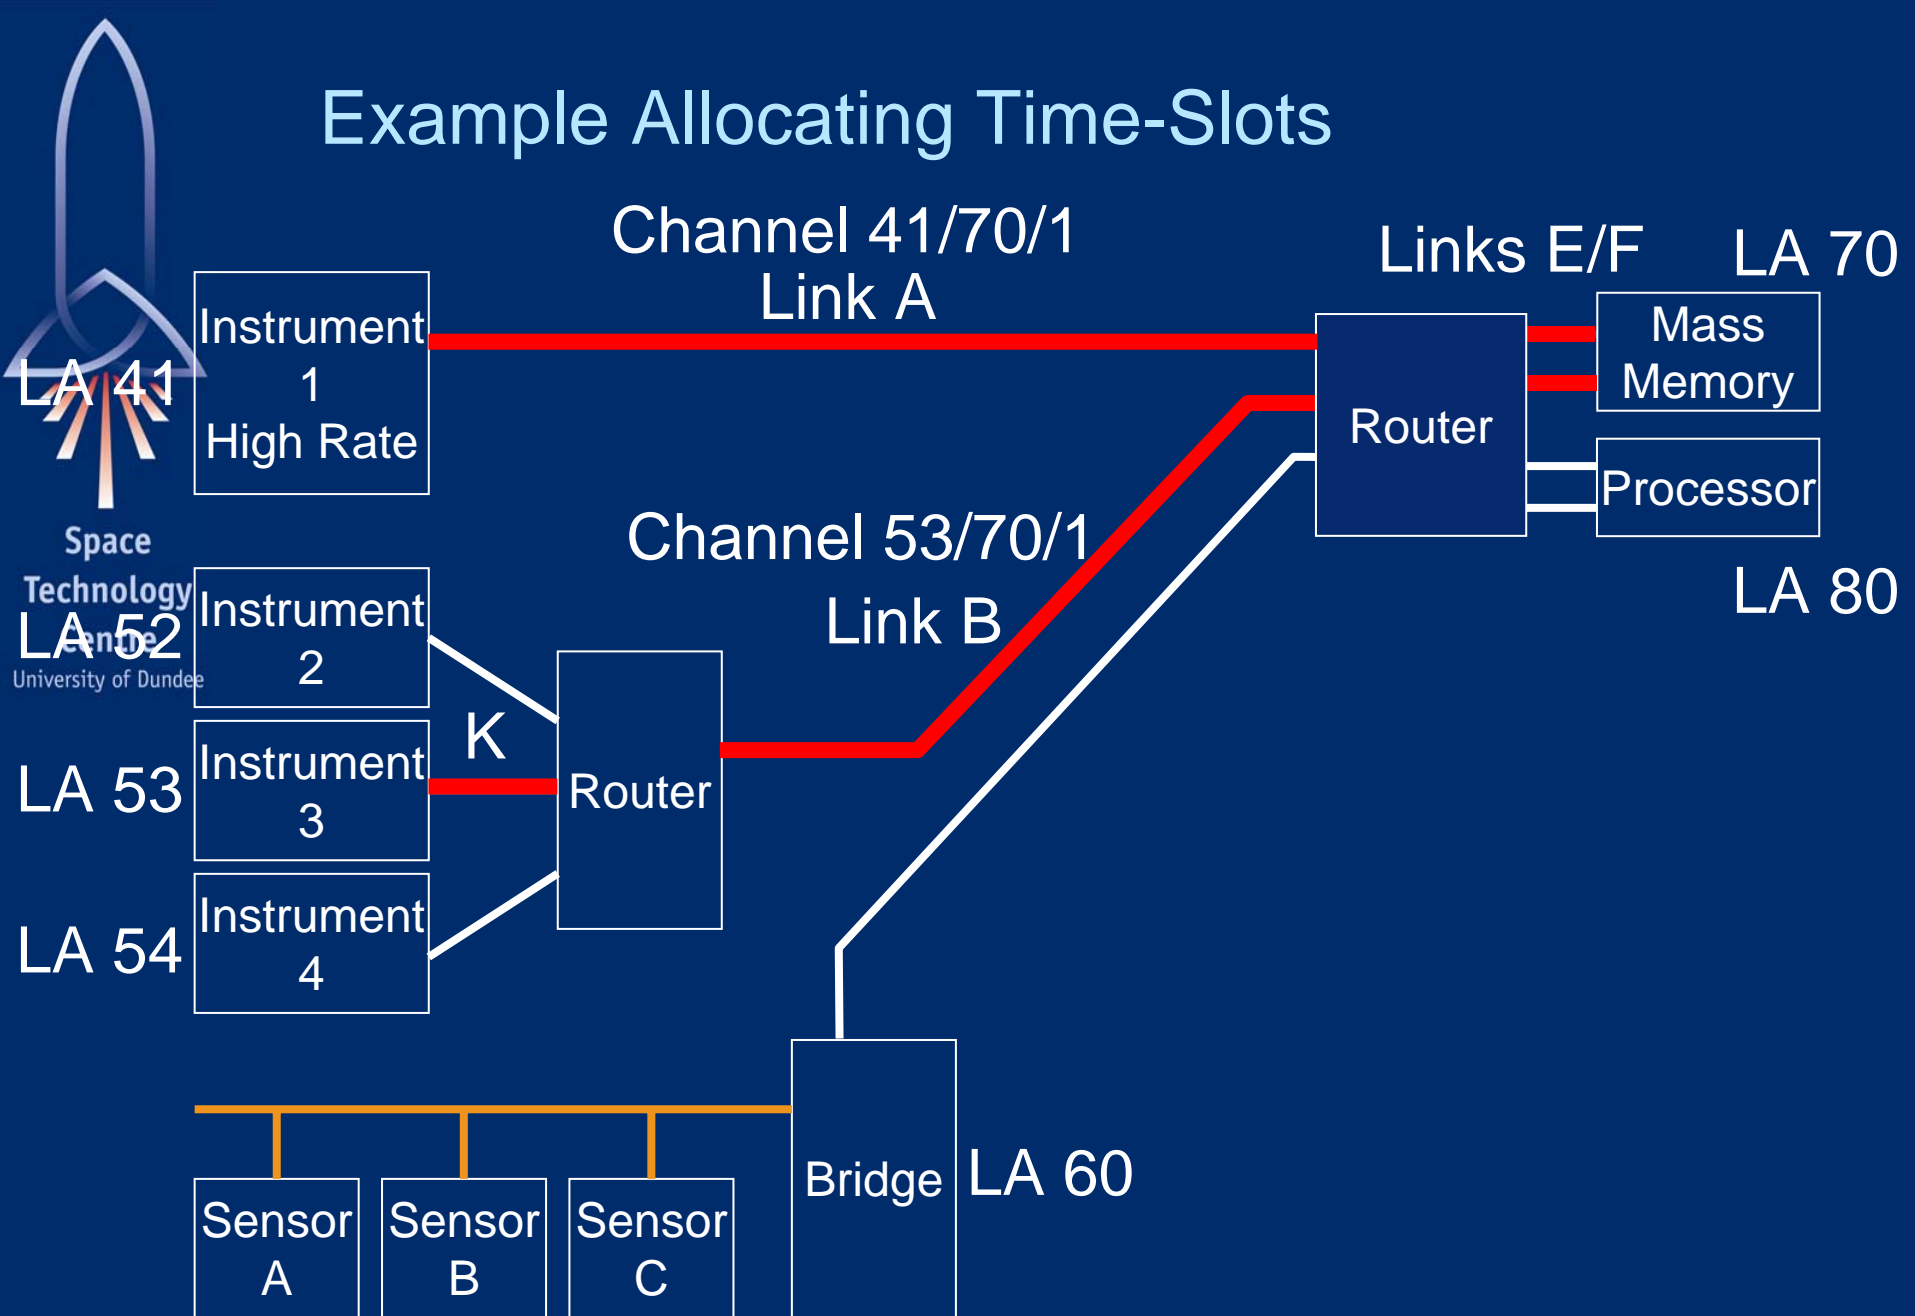 Example Allocating Time-Slots
Channel 41/70/1
Link A
Links E/F
LA 70
LA 41
Instrument
1
High Rate
Router
Mass
Memory
Processor
LA 80
Space
Technology
Centre
University of Dundee
Channel 53/70/1
Link B
LA 52
Instrument
2
K
LA 53
Instrument
3
Router
LA 54
Instrument
4
Bridge
LA 60
Sensor
A
Sensor
B
Sensor
C